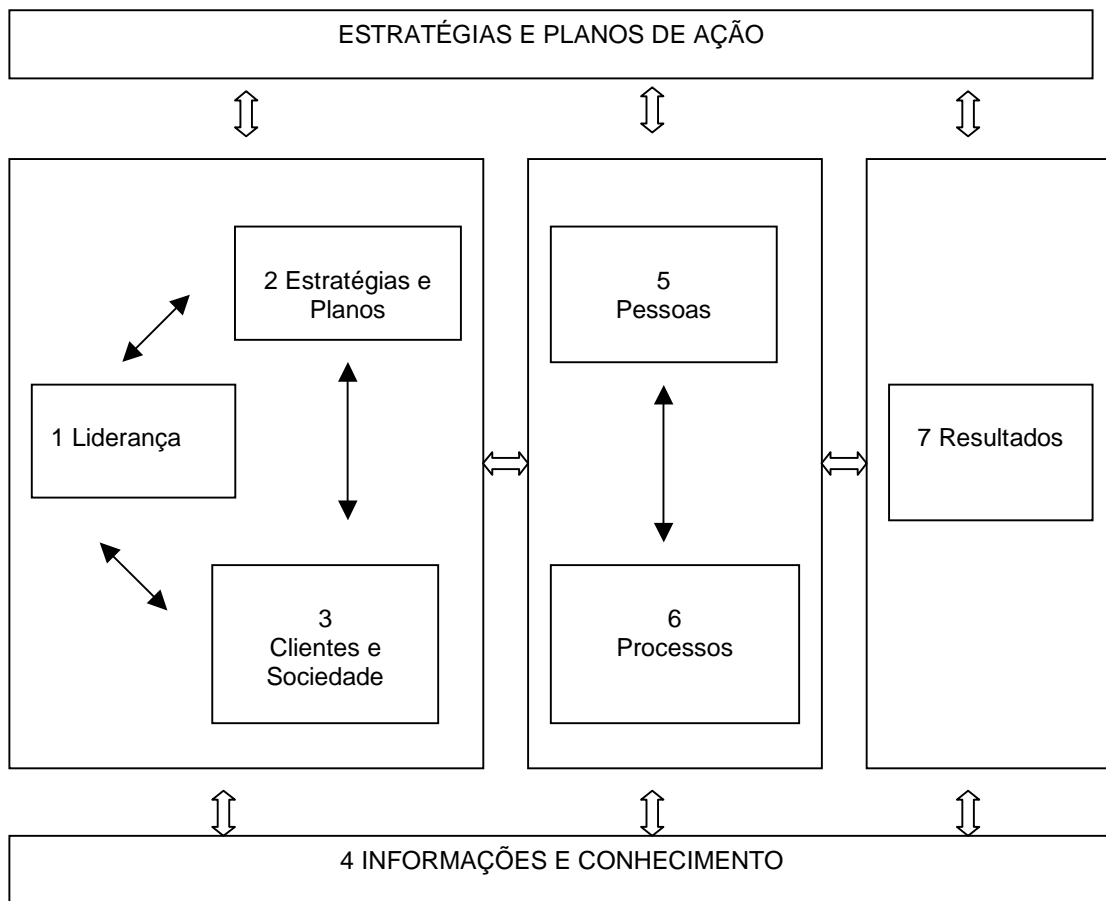 ESTRATÉGIAS E PLANOS DE AÇÃO
2 Estratégias e
Planos
1 Liderança
3
Clientes e
Sociedade
5
Pessoas
6
Processos
7 Resultados
4 INFORMAÇÕES E CONHECIMENTO